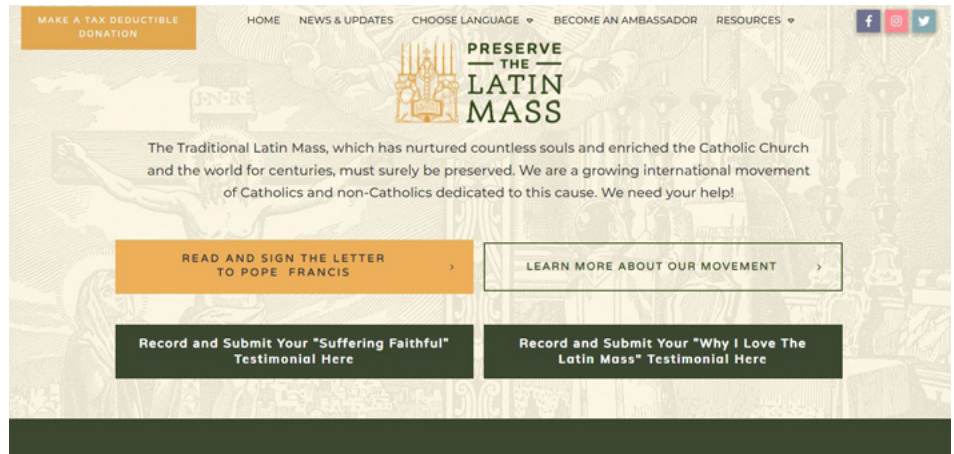 MAKE A TAX DEDUCTIBLE
DONATION
HOME NEWS & UPDATES CHOOSE LANGUAGE BECOME AN AMBASSADOR RESOURCES
PRESERVE
THE
LATIN
MASS
J·N·R·I
The Traditional Latin Mass, which has nurtured countless souls and enriched the Catholic Church
and the world for centuries, must surely be preserved. We are a growing international movement
of Catholics and non-Catholics dedicated to this cause. We need your help!
READ AND SIGN THE LETTER
TO POPE FRANCIS
LEARN MORE ABOUT OUR MOVEMENT
Record and Submit Your "Suffering Faithful"
Testimonial Here
Record and Submit Your "Why I Love The
Latin Mass" Testimonial Here